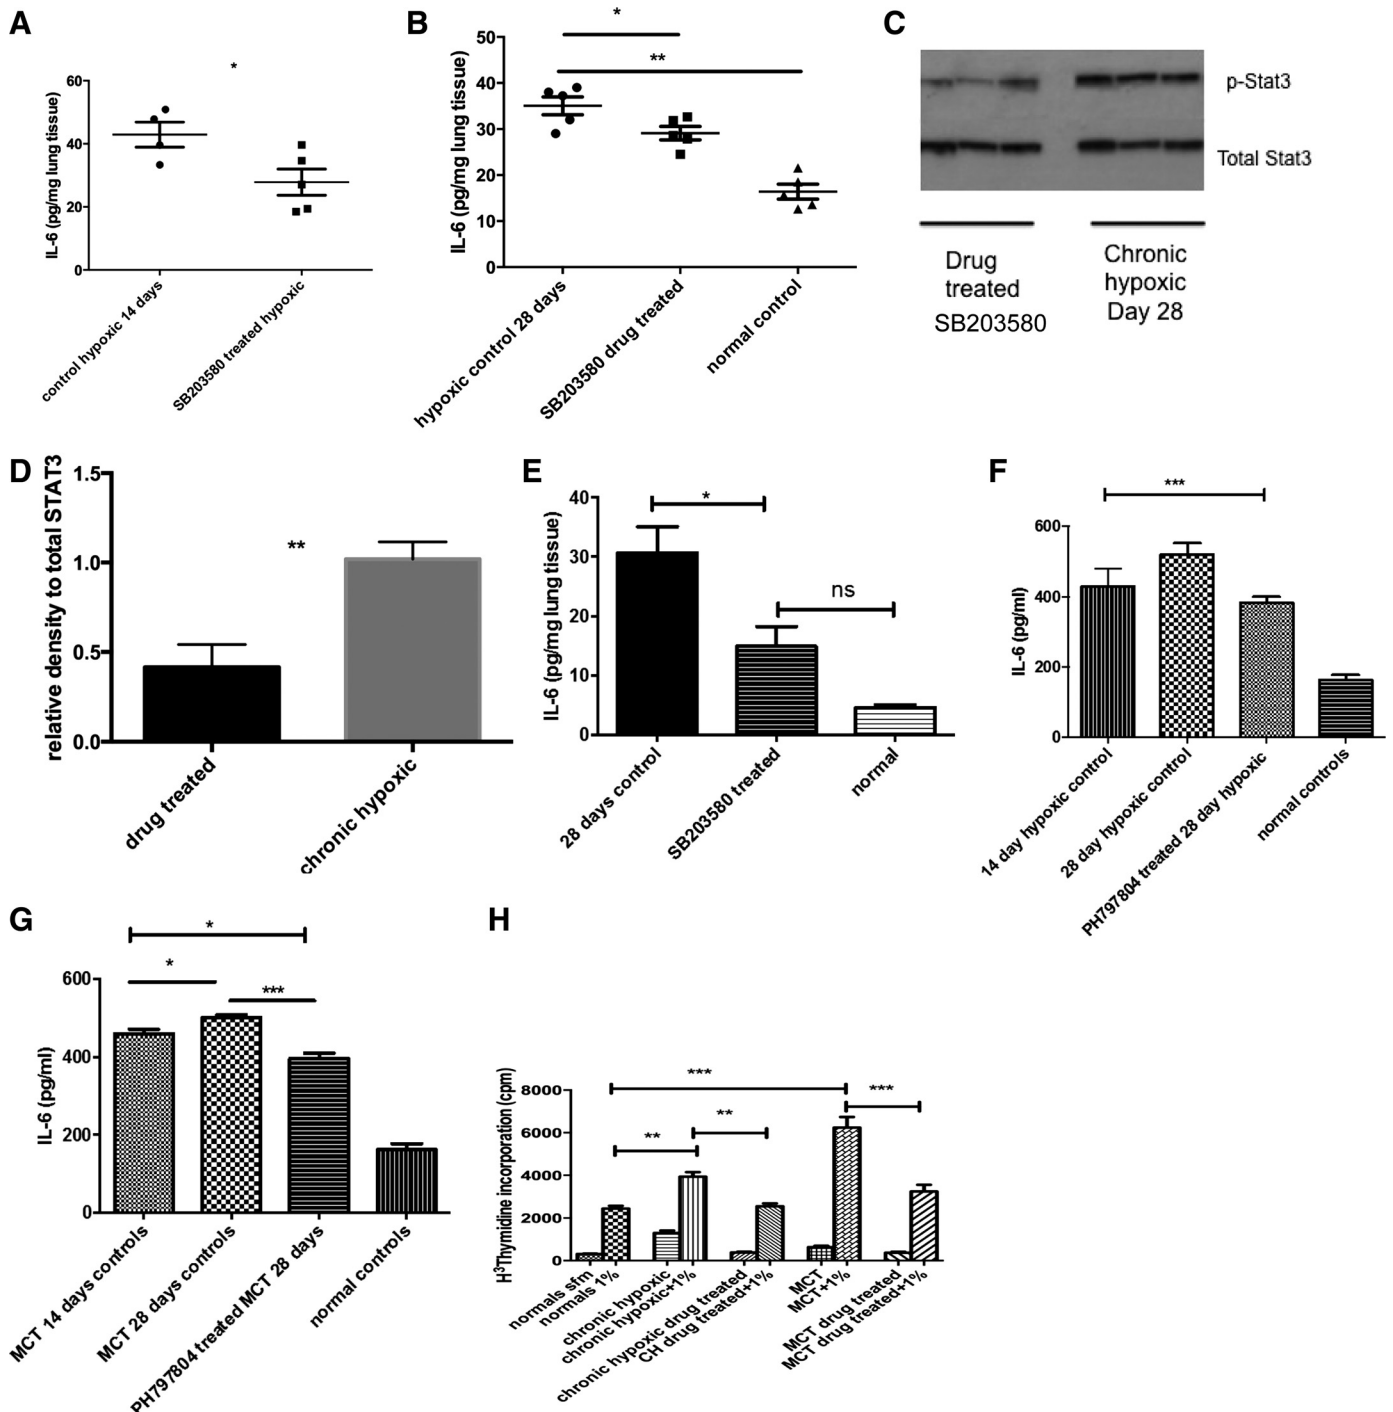 A
*
IL-6 (pg/mg lung tissue)
60
40
20
0
control hypoxic 14 days
SB203580 treated hypoxic
B
*
**
IL-6 (pg/mg lung tissue)
50
40
30
20
10
0
hypoxic control 28 days
SB203580 drug treated
normal control
C
p-Stat3
Total Stat3
Drug
treated
SB203580
Chronic
hypoxic
Day 28
D
relative density to total STAT3
1.5
1.0
0.5
0.0
**
drug treated
chronic hypoxic
E
IL-6 (pg/mg lung tissue)
40
30
20
10
0
*
ns
28 days control
SB203580 treated
normal
F
***
IL-6 (pg/ml)
600
400
200
0
14 day hypoxic control
28 day hypoxic control
PH797804 treated 28 day hypoxic
normal controls
G
*
*
***
IL-6 (pg/ml)
600
400
200
0
MCT 14 days controls
MCT 28 days controls
PH797804 treated MCT 28 days
normal controls
H
***
***
**
**
H³Thymidine incorporation (cpm)
8000
6000
4000
2000
0
normals sfm
normals 1%
chronic hypoxic
chronic hypoxic+1%
chronic hypoxic drug treated
CH drug treated+1%
MCT
MCT+1%
MCT drug treated
MCT drug treated+1%